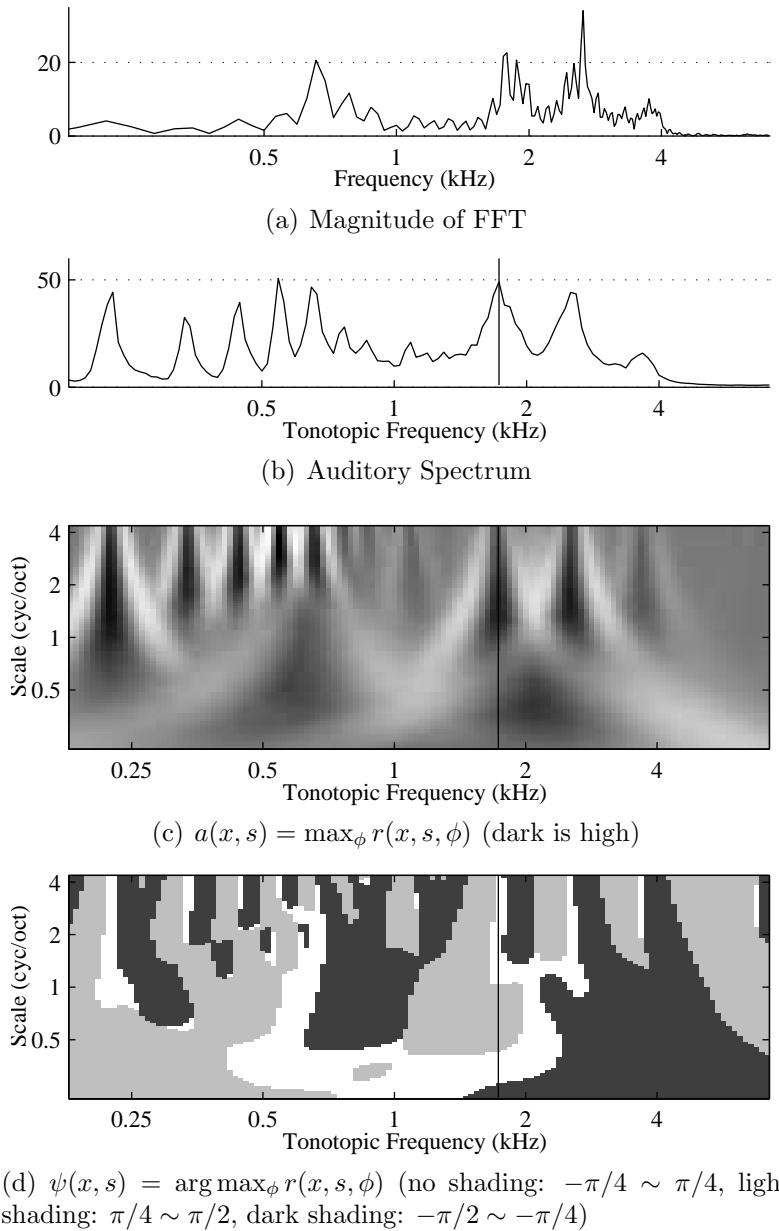 20
0
0.5 1 2 4
Frequency (kHz)
(a) Magnitude of FFT
50
0
0.5 1 2 4
Tonotopic Frequency (kHz)
(b) Auditory Spectrum
4
2
1
0.5
Scale (cyc/oct)
0.25 0.5 1 2 4
Tonotopic Frequency (kHz)
(c) a(x, s) = max_ϕ r(x, s, ϕ) (dark is high)
4
2
1
0.5
Scale (cyc/oct)
0.25 0.5 1 2 4
Tonotopic Frequency (kHz)
(d) ψ(x, s) = arg max_ϕ r(x, s, ϕ) (no shading: −π/4 ∼ π/4, ligh
shading: π/4 ∼ π/2, dark shading: −π/2 ∼ −π/4)